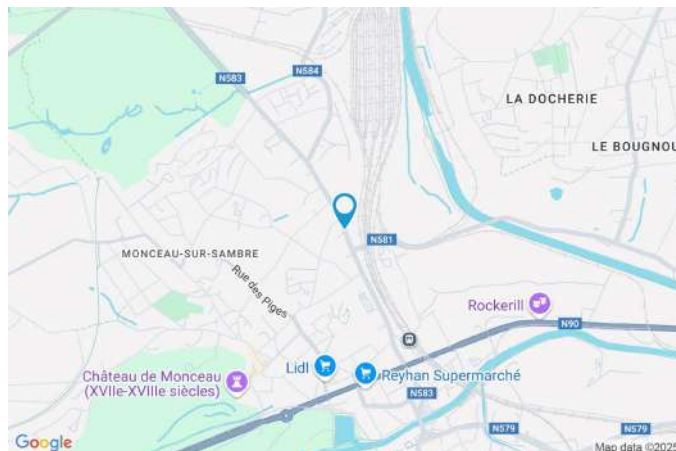 N583
N584
LA DOCHERIE
LE BOUGNOU
N581
MONCEAU-SUR-SAMBRE
Rue des Piges
Rockerill
N90
Lidl
Reyhan Supermarché
Château de Monceau
(XVIIe-XVIIIe siècles)
N583
N579
N579
Google
Map data ©2025